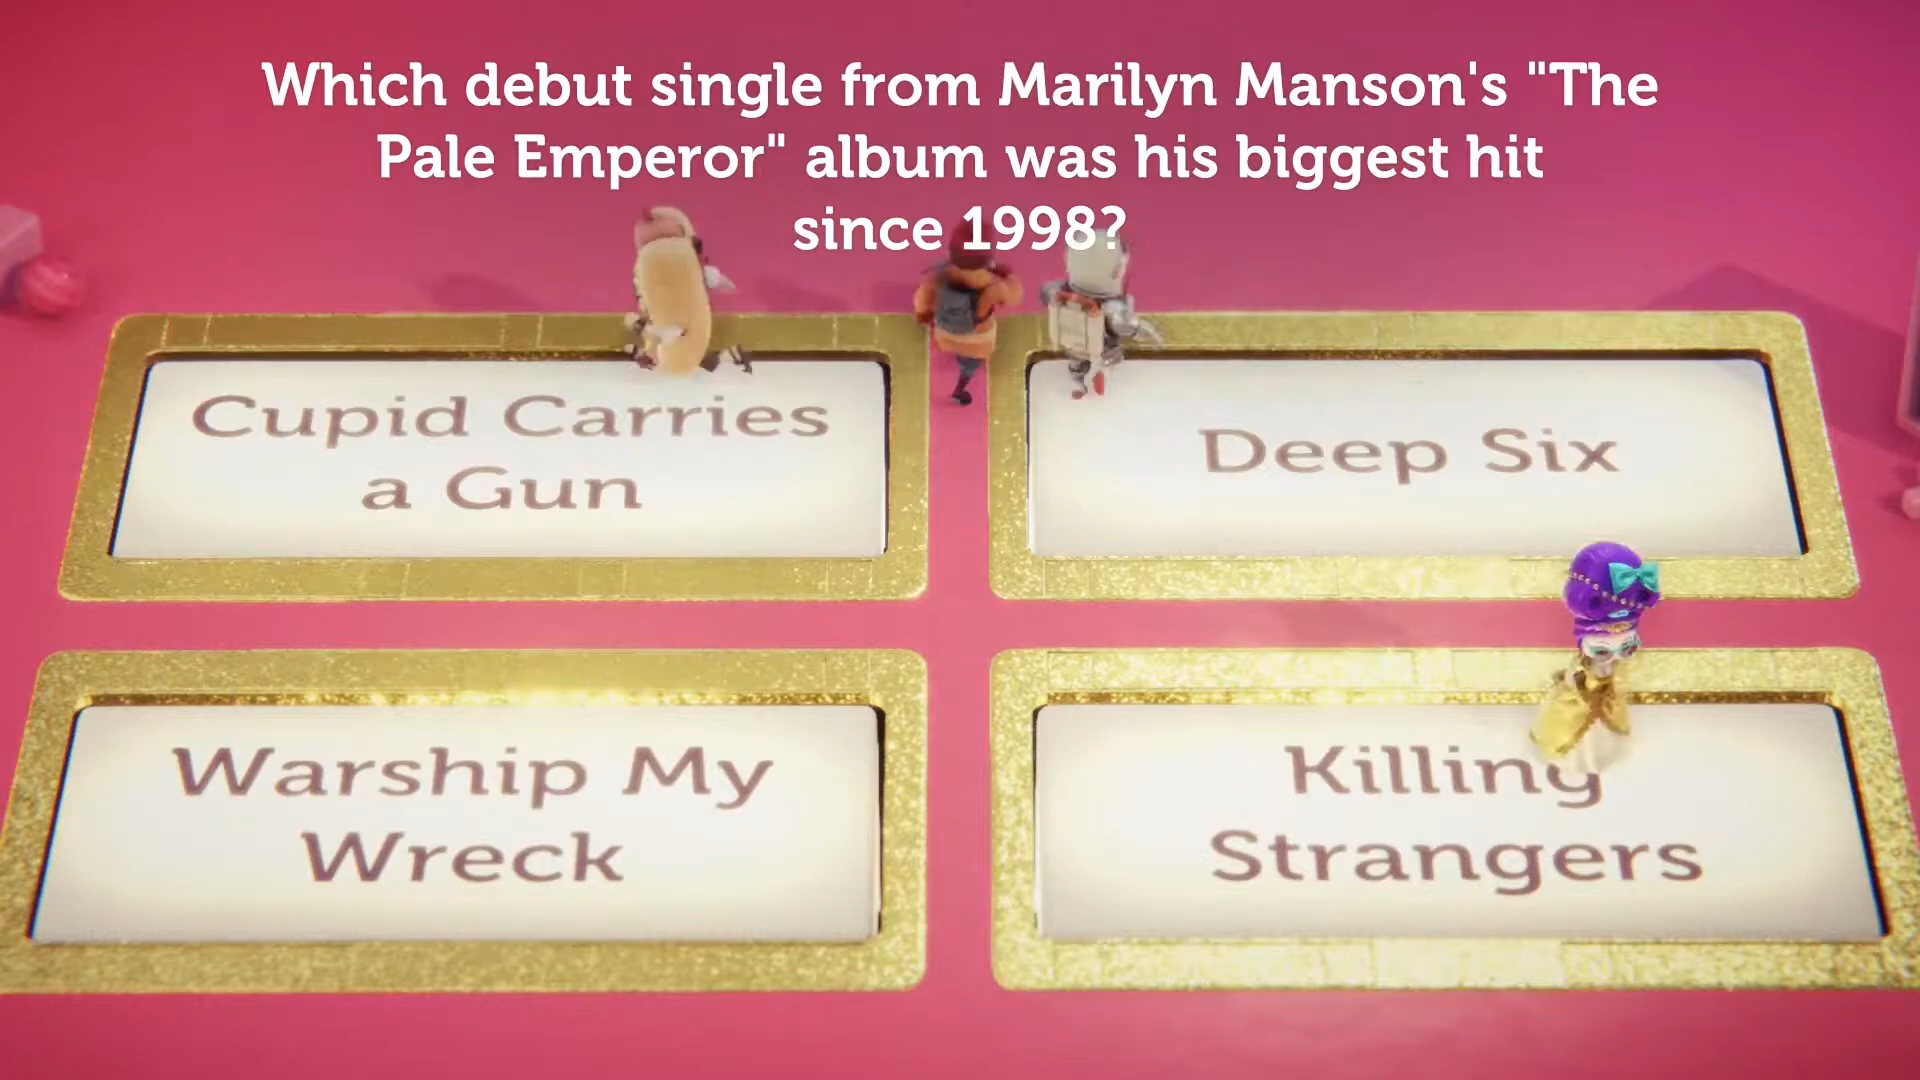 Which debut single from Marilyn Manson's "The
Pale Emperor" album was his biggest hit
since 1998?
Cupid Carries
a Gun
Deep Six
Warship My
Wreck
Killing
Strangers